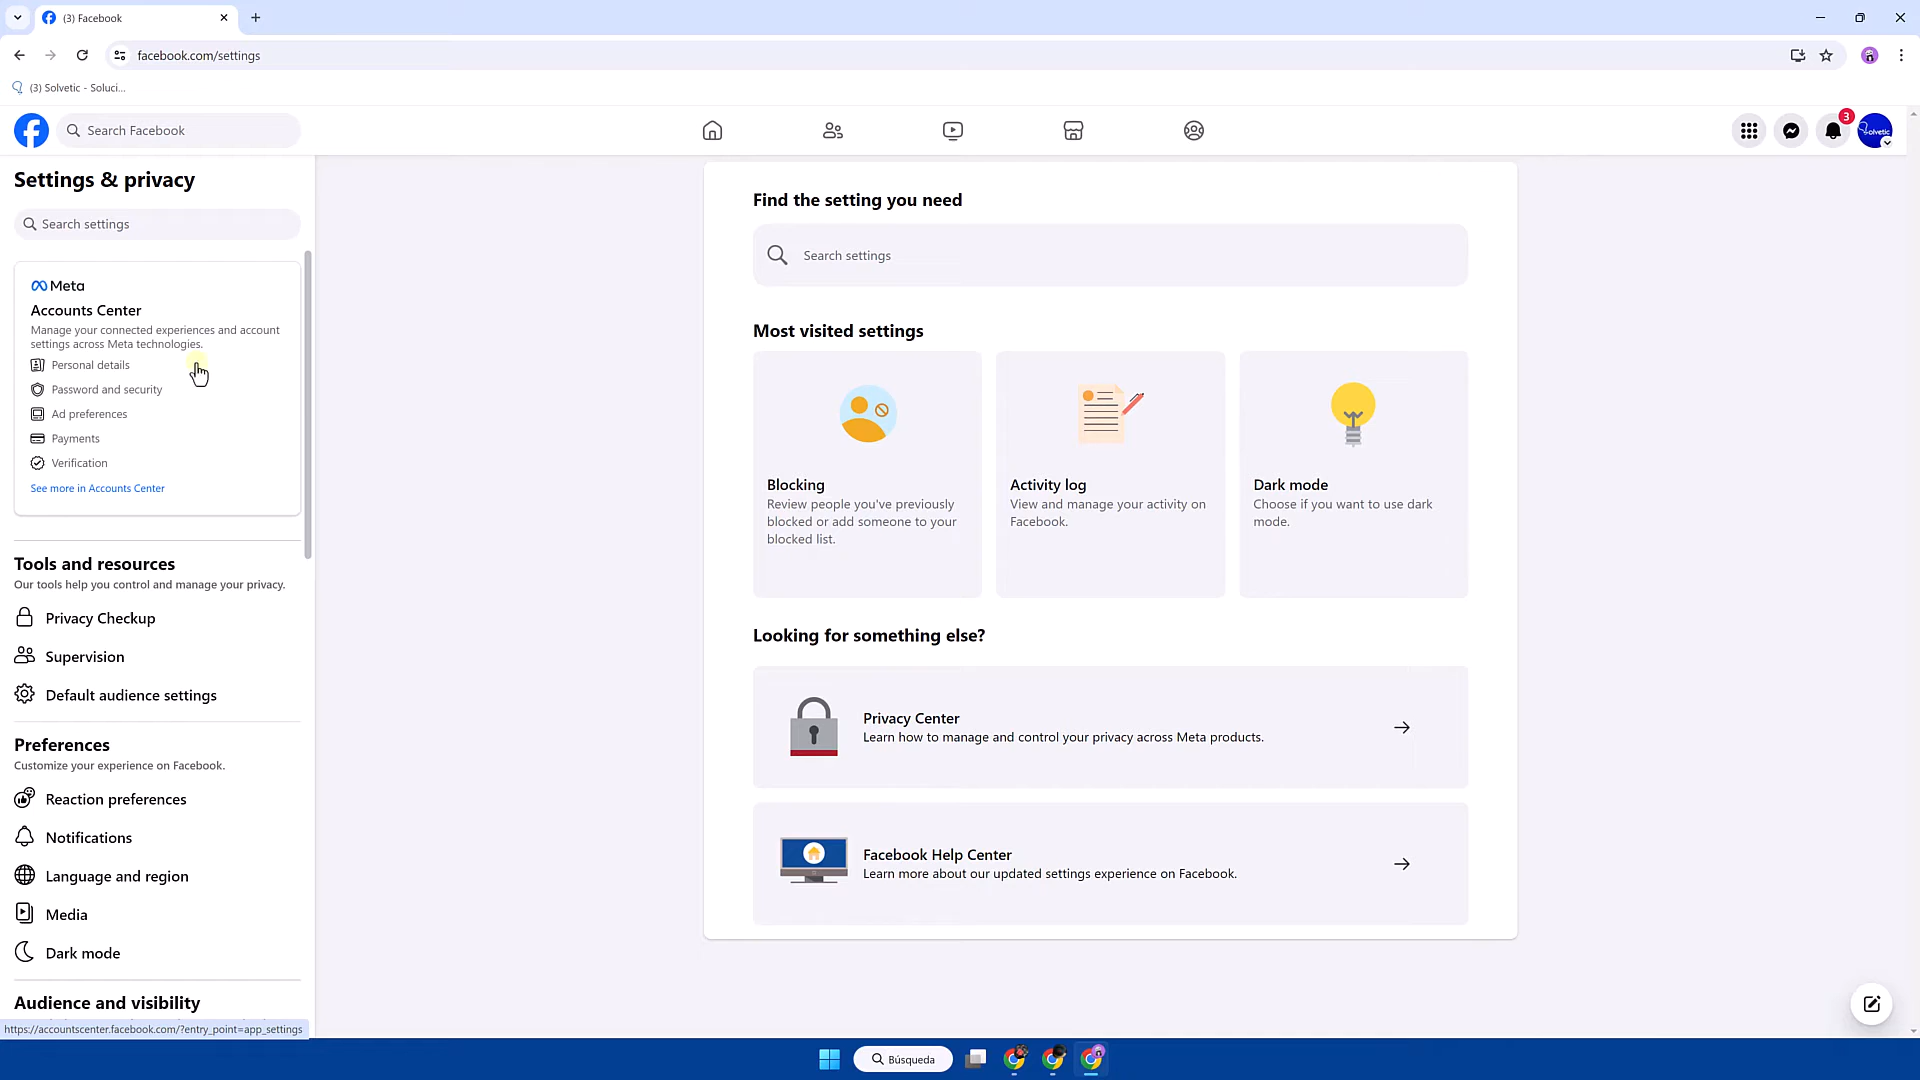 (3) Facebook
facebook.com/settings
(3) Solvetic - Soluci...
Search Facebook
3
Solvetic
Settings & privacy
Search settings
Meta
Accounts Center
Manage your connected experiences and account
settings across Meta technologies.
Personal details
Password and security
Ad preferences
Payments
Verification
See more in Accounts Center
Tools and resources
Our tools help you control and manage your privacy.
Privacy Checkup
Supervision
Default audience settings
Preferences
Customize your experience on Facebook.
Reaction preferences
Notifications
Language and region
Media
Dark mode
Audience and visibility
https://accountscenter.facebook.com/?entry_point=app_settings
Find the setting you need
Search settings
Most visited settings
Blocking
Review people you've previously
blocked or add someone to your
blocked list.
Activity log
View and manage your activity on
Facebook.
Dark mode
Choose if you want to use dark
mode.
Looking for something else?
Privacy Center
Learn how to manage and control your privacy across Meta products.
Facebook Help Center
Learn more about our updated settings experience on Facebook.
Búsqueda